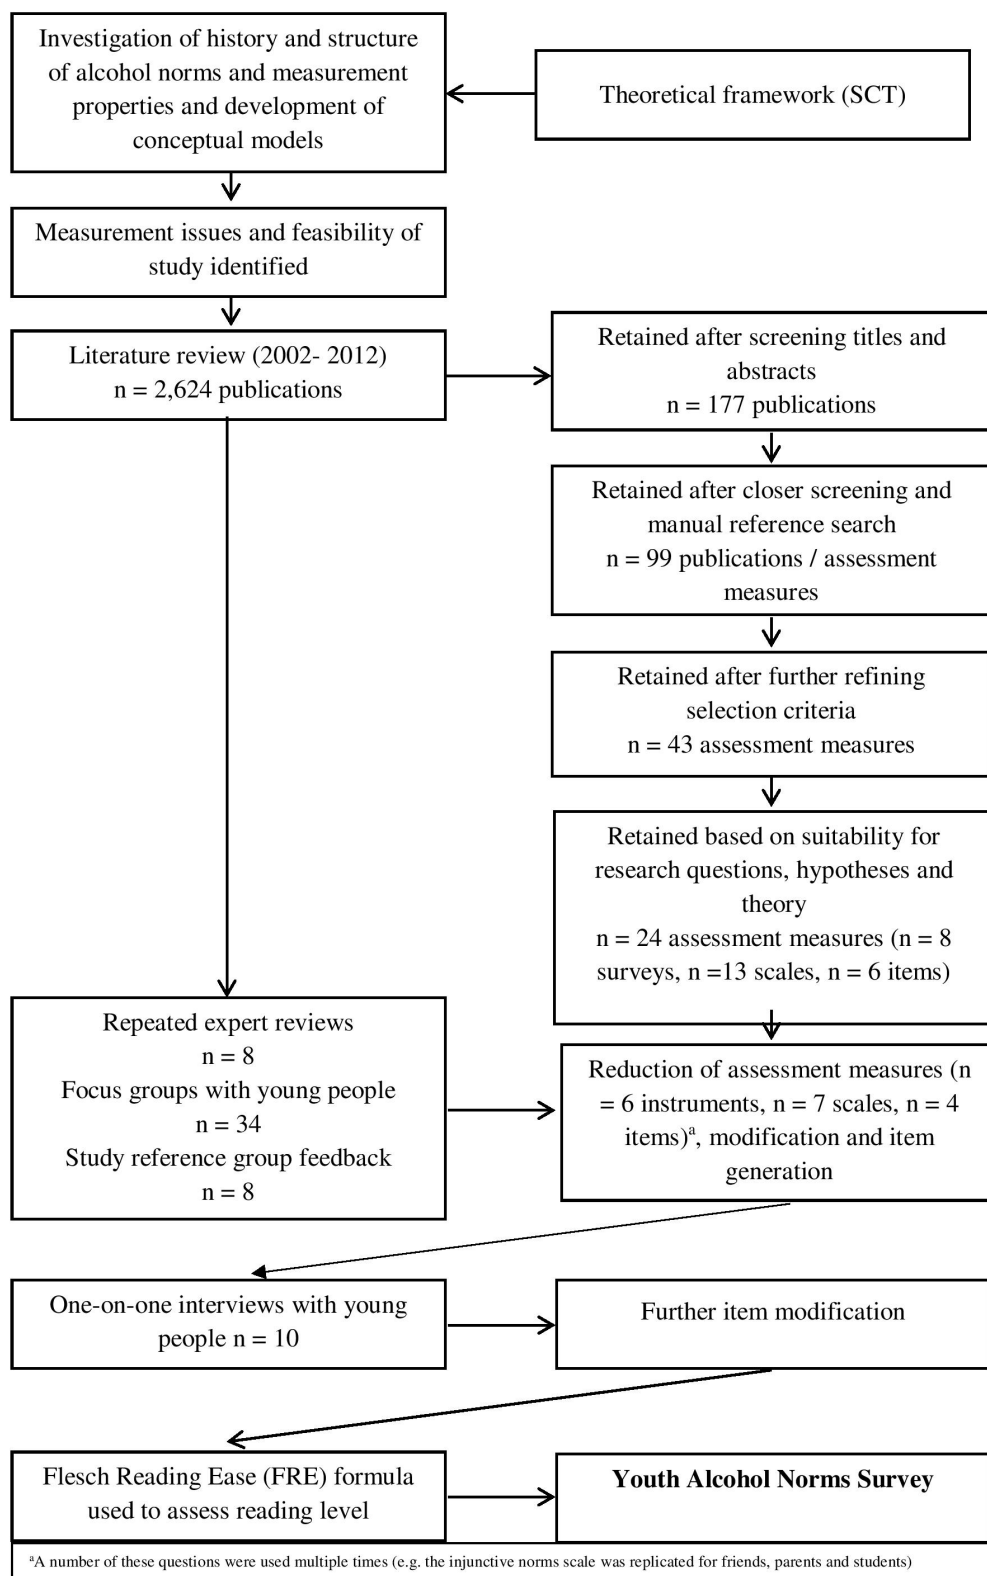 Investigation of history and structure
of alcohol norms and measurement
properties and development of
conceptual models
Theoretical framework (SCT)
Measurement issues and feasibility of
study identified
Literature review (2002- 2012)
n = 2,624 publications
Retained after screening titles and
abstracts
n = 177 publications
Retained after closer screening and
manual reference search
n = 99 publications / assessment
measures
Retained after further refining
selection criteria
n = 43 assessment measures
Retained based on suitability for
research questions, hypotheses and
theory
n = 24 assessment measures (n = 8
surveys, n =13 scales, n = 6 items)
Repeated expert reviews
n = 8
Focus groups with young people
n = 34
Study reference group feedback
n = 8
Reduction of assessment measures (n
= 6 instruments, n = 7 scales, n = 4
items)ᵃ, modification and item
generation
One-on-one interviews with young
people n = 10
Further item modification
Flesch Reading Ease (FRE) formula
used to assess reading level
Youth Alcohol Norms Survey
ᵃA number of these questions were used multiple times (e.g. the injunctive norms scale was replicated for friends, parents and students)